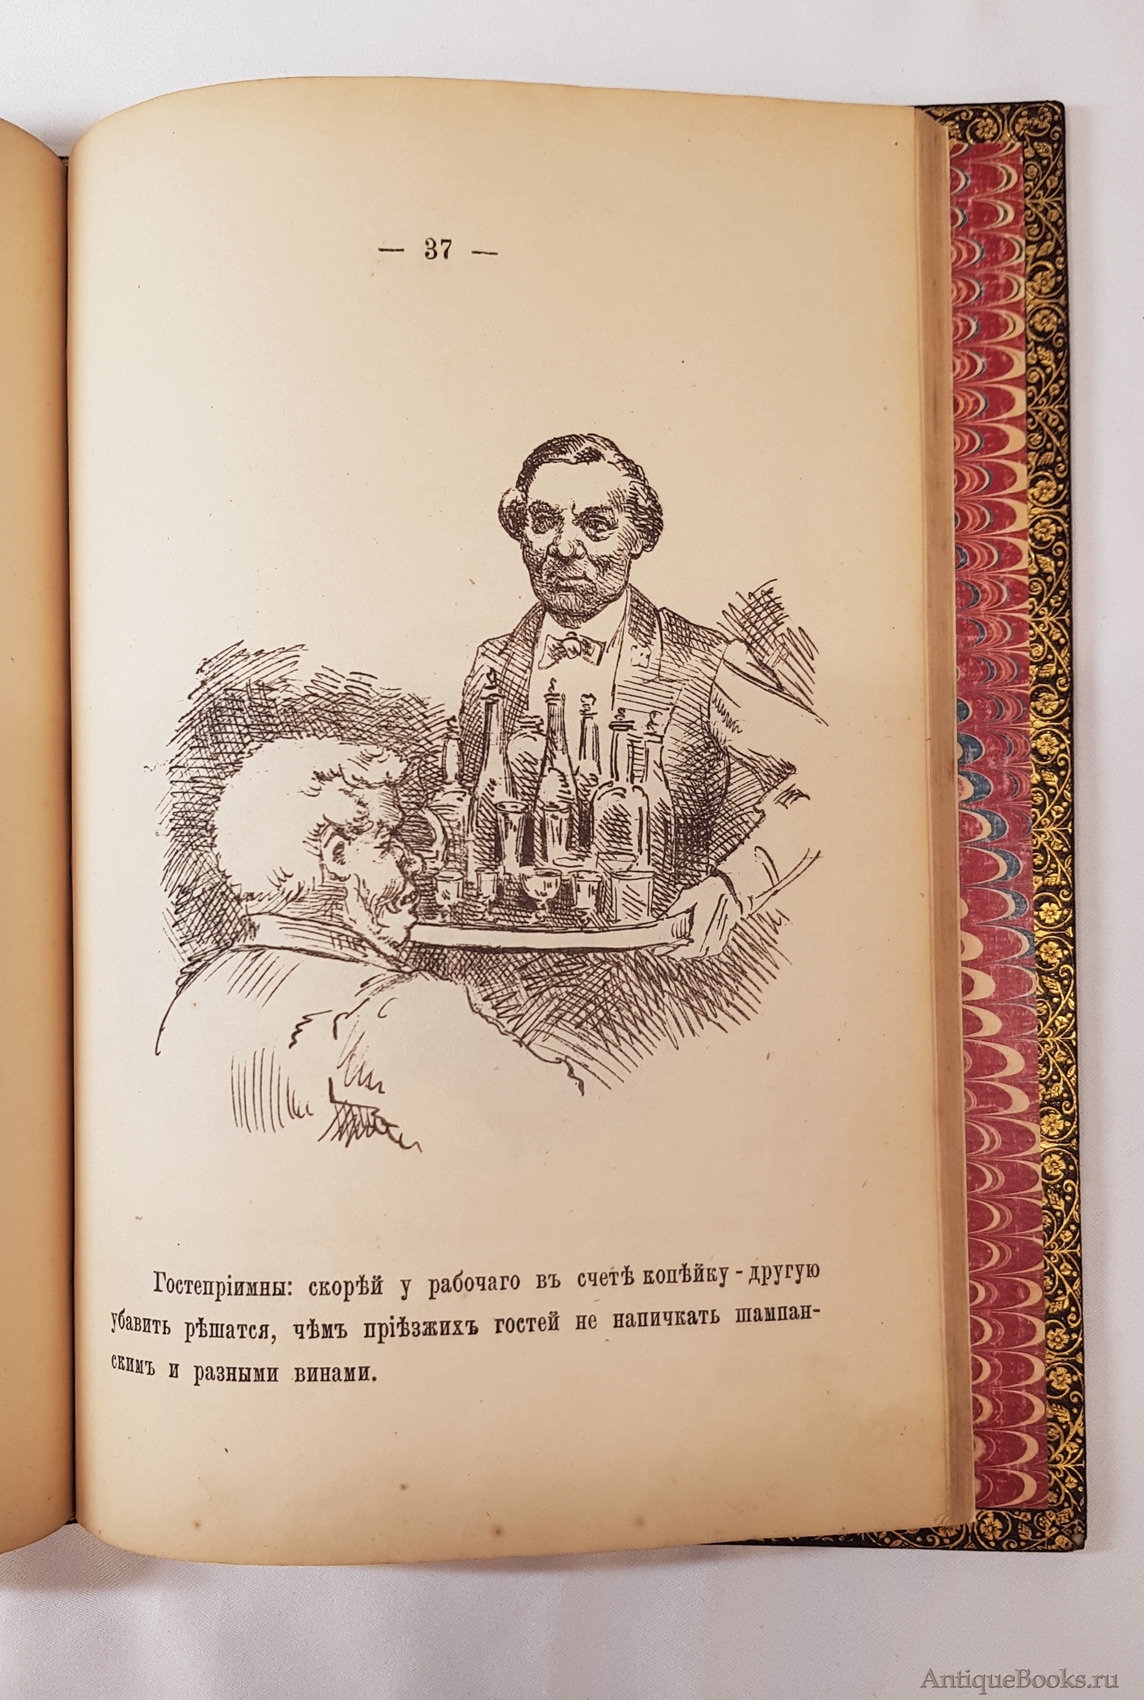 — 37 —
Гостепріимны: скорѣй у рабочаго въ счетѣ копѣйку - другую
убавить рѣшатся, чѣмъ пріѣзжихъ гостей не напичкать шампан-
скимъ и разными винами.
AntiqueBooks.ru